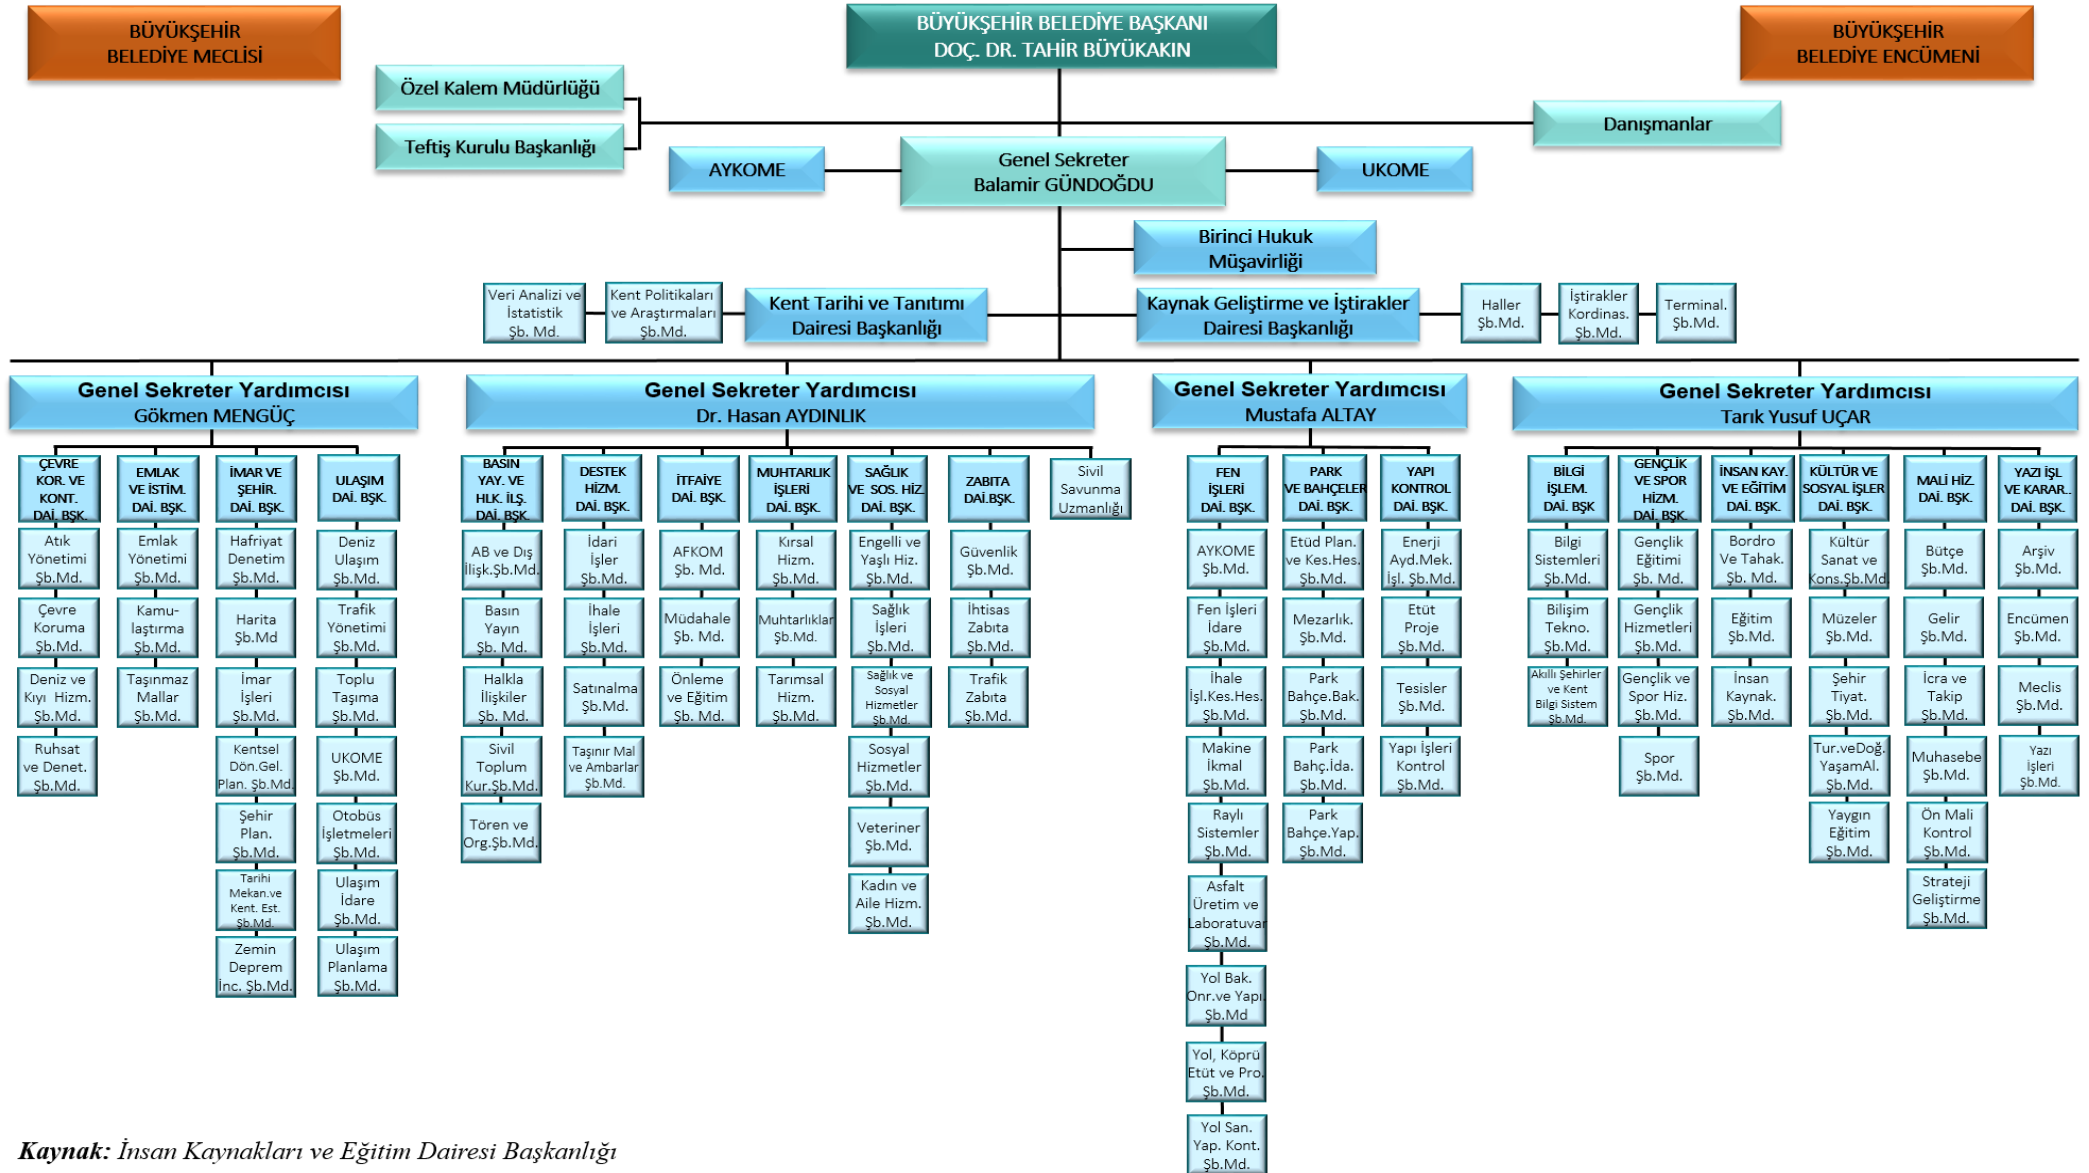 BÜYÜKŞEHİR
BELEDİYE MECLİSİ
BÜYÜKŞEHİR BELEDİYE BAŞKANI
DOÇ. DR. TAHİR BÜYÜKAKIN
BÜYÜKŞEHİR
BELEDİYE ENCÜMENİ
Özel Kalem Müdürlüğü
Teftiş Kurulu Başkanlığı
Danışmanlar
AYKOME
Genel Sekreter
Balamir GÜNDOĞDU
UKOME
Birinci Hukuk
Müşavirliği
Veri Analizi ve
İstatistik
Şb. Md.
Kent Politikaları
ve Araştırmaları
Şb.Md.
Kent Tarihi ve Tanıtımı
Dairesi Başkanlığı
Kaynak Geliştirme ve İştirakler
Dairesi Başkanlığı
Haller
Şb.Md.
İştirakler
Kordinas.
Şb.Md.
Terminal.
Şb.Md.
Genel Sekreter Yardımcısı
Gökmen MENGÜÇ
Genel Sekreter Yardımcısı
Dr. Hasan AYDINLIK
Genel Sekreter Yardımcısı
Mustafa ALTAY
Genel Sekreter Yardımcısı
Tarık Yusuf UÇAR
ÇEVRE
KOR. VE
KONT.
DAİ. BŞK.
Atık
Yönetimi
Şb.Md.
Çevre
Koruma
Şb.Md.
Deniz ve
Kıyı Hizm.
Şb.Md.
Ruhsat
ve Denet.
Şb.Md.
EMLAK
VE İSTİM.
DAİ. BŞK.
Emlak
Yönetimi
Şb.Md.
Kamu-
laştırma
Şb.Md.
Taşınmaz
Mallar
Şb.Md.
İMAR VE
ŞEHİR.
DAİ. BŞK.
Hafriyat
Denetim
Şb.Md.
Harita
Şb.Md
İmar
İşleri
Şb.Md.
Kentsel
Dön.Gel.
Plan. Şb.Md.
Şehir
Plan.
Şb.Md.
Tarihi
Mekan.ve
Kent. Est.
Şb.Md.
Zemin
Deprem
İnc. Şb.Md.
ULAŞIM
DAİ. BŞK.
Deniz
Ulaşım
Şb.Md.
Trafik
Yönetimi
Şb.Md.
Toplu
Taşıma
Şb.Md.
UKOME
Şb.Md.
Otobüs
İşletmeleri
Şb.Md.
Ulaşım
İdare
Şb.Md.
Ulaşım
Planlama
Şb.Md.
BASIN
YAY. VE
HLK. İLŞ.
DAİ. BŞK.
AB ve Dış
İlişk.Şb.Md.
Basın
Yayın
Şb. Md.
Halkla
İlişkiler
Şb. Md.
Sivil
Toplum
Kur.Şb.Md.
Tören ve
Org.Şb.Md.
DESTEK
HİZM.
DAİ. BŞK.
İdari
İşler
Şb.Md.
İhale
İşleri
Şb.Md.
Satınalma
Şb.Md.
Taşınır Mal
ve Ambarlar
Şb.Md.
İTFAİYE
DAİ. BŞK.
AFKOM
Şb. Md.
Müdahale
Şb. Md.
Önleme
ve Eğitim
Şb. Md.
MUHTARLIK
İŞLERİ
DAİ. BŞK.
Kırsal
Hizm.
Şb.Md.
Muhtarlıklar
Şb.Md.
Tarımsal
Hizm.
Şb.Md.
SAĞLIK
VE SOS. HİZ.
DAİ. BŞK.
Engelli ve
Yaşlı Hiz.
Şb.Md.
Sağlık
İşleri
Şb.Md.
Sağlık ve
Sosyal
Hizmetler
Şb.Md.
Sosyal
Hizmetler
Şb.Md.
Veteriner
Şb.Md.
Kadın ve
Aile Hizm.
Şb.Md.
ZABITA
DAİ.BŞK.
Güvenlik
Şb.Md.
İhtisas
Zabıta
Şb.Md.
Trafik
Zabıta
Şb.Md.
Sivil
Savunma
Uzmanlığı
FEN
İŞLERİ
DAİ. BŞK.
AYKOME
Şb.Md.
Fen İşleri
İdare
Şb.Md.
İhale
İşl.Kes.Hes.
Şb.Md.
Makine
İkmal
Şb.Md.
Raylı
Sistemler
Şb.Md.
Asfalt
Üretim ve
Laboratuvar
Şb.Md.
Yol Bak.
Onr.ve Yapı.
Şb.Md
Yol, Köprü
Etüt ve Pro.
Şb.Md.
Yol San.
Yap. Kont.
Şb.Md.
PARK
VE BAHÇELER
DAİ. BŞK.
Etüd Plan.
ve Kes.Hes.
Şb.Md.
Mezarlık.
Şb.Md.
Park
Bahçe.Bak.
Şb.Md.
Park
Bahç.İda.
Şb.Md.
Park
Bahçe.Yap.
Şb.Md.
YAPI
KONTROL
DAİ. BŞK.
Enerji
Ayd.Mek.
İşl. Şb.Md.
Etüt
Proje
Şb.Md.
Tesisler
Şb.Md.
Yapı İşleri
Kontrol
Şb.Md.
BİLGİ
İŞLEM.
DAİ. BŞK
Bilgi
Sistemleri
Şb.Md.
Bilişim
Tekno.
Şb.Md.
Akıllı Şehirler
ve Kent
Bilgi Sistem
Şb.Md.
GENÇLİK
VE SPOR
HİZM.
DAİ. BŞK.
Gençlik
Eğitimi
Şb. Md.
Gençlik
Hizmetleri
Şb.Md.
Gençlik ve
Spor Hiz.
Şb.Md.
Spor
Şb.Md.
İNSAN KAY.
VE EĞİTİM
DAİ. BŞK.
Bordro
Ve Tahak.
Şb. Md.
Eğitim
Şb.Md.
İnsan
Kaynak.
Şb.Md.
KÜLTÜR VE
SOSYAL İŞLER
DAİ. BŞK.
Kültür
Sanat ve
Kons.Şb.Md.
Müzeler
Şb.Md.
Şehir
Tiyat.
Şb.Md.
Tur.veDoğ.
YaşamAl.
Şb.Md.
Yaygın
Eğitim
Şb.Md.
MALİ HİZ.
DAİ. BŞK.
Bütçe
Şb.Md.
Gelir
Şb.Md.
İcra ve
Takip
Şb.Md.
Muhasebe
Şb.Md.
Ön Mali
Kontrol
Şb.Md.
Strateji
Geliştirme
Şb.Md.
YAZI İŞL
VE KARAR..
DAİ. BŞK.
Arşiv
Şb.Md.
Encümen
Şb.Md.
Meclis
Şb.Md.
Yazı
İşleri
Şb.Md.
Kaynak: İnsan Kaynakları ve Eğitim Dairesi Başkanlığı